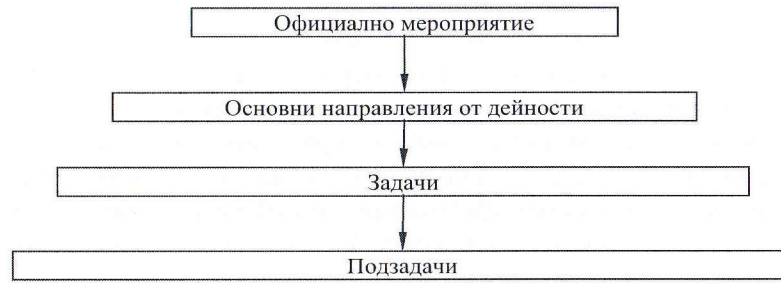 Официално мероприятие
Основни направления от дейности
Задачи
Подзадачи